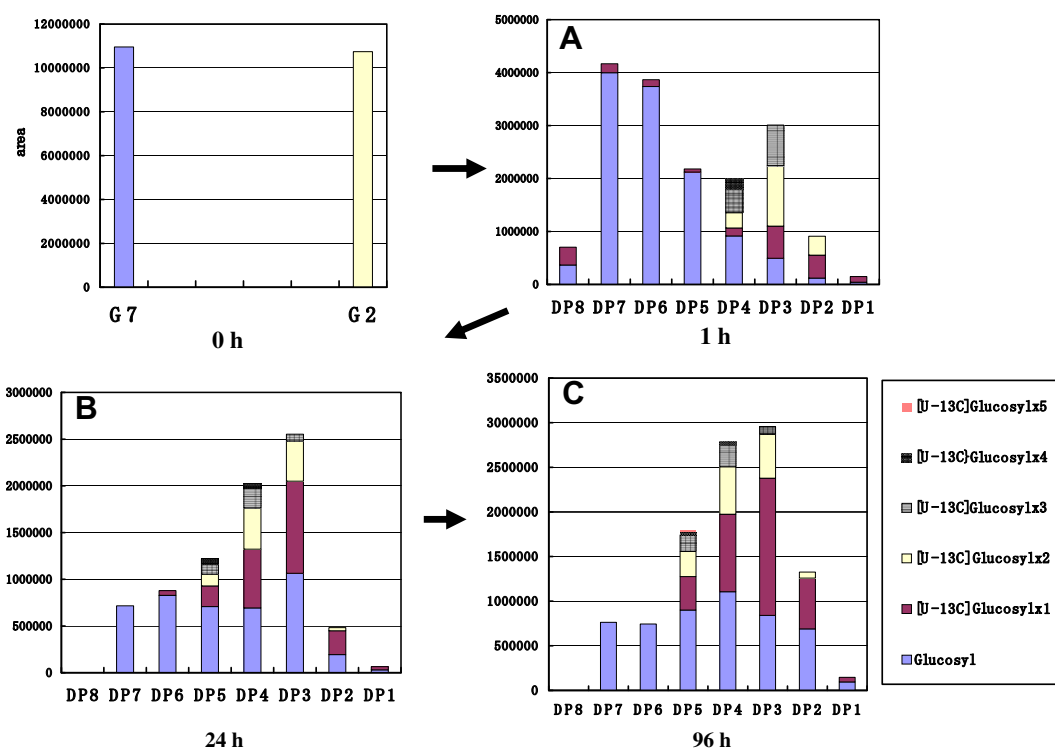 12000000
10000000
8000000
6000000
4000000
2000000
0
area
G7 G2
0 h
A
5000000
4000000
3000000
2000000
1000000
0
DP8 DP7 DP6 DP5 DP4 DP3 DP2 DP1
1 h
B
3000000
2500000
2000000
1500000
1000000
500000
0
DP8 DP7 DP6 DP5 DP4 DP3 DP2 DP1
24 h
C
3500000
3000000
2500000
2000000
1500000
1000000
500000
0
DP8 DP7 DP6 DP5 DP4 DP3 DP2 DP1
96 h
[U-13C]Glucosylx5
[U-13C}Glucosylx4
[U-13C]Glucosylx3
[U-13C]Glucosylx2
[U-13C]Glucosylx1
Glucosyl